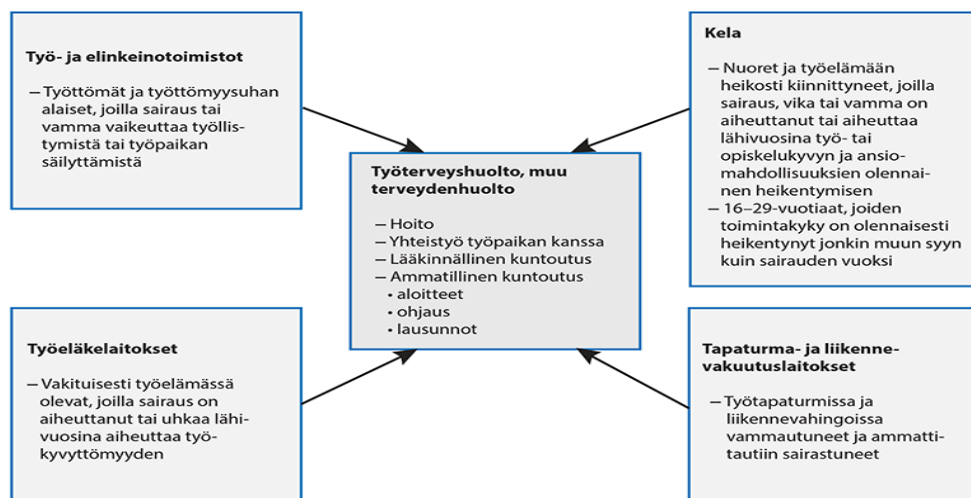 Työ- ja elinkeinotoimistot
– Työttömät ja työttömyysuhan
alaiset, joilla sairaus tai
vamma vaikeuttaa työllis-
tymistä tai työpaikan
säilyttämistä
Kela
– Nuoret ja työelämään
heikosti kiinnittyneet, joilla
sairaus, vika tai vamma on
aiheuttanut tai aiheuttaa
lähivuosina työ- tai
opiskelukyvyn ja ansio-
mahdollisuuksien olennai-
nen heikentymisen
– 16–29-vuotiaat, joiden
toimintakyky on olennaisesti
heikentynyt jonkin muun syyn
kuin sairauden vuoksi
Työterveyshuolto, muu
terveydenhuolto
– Hoito
– Yhteistyö työpaikan kanssa
– Lääkinnällinen kuntoutus
– Ammatillinen kuntoutus
• aloitteet
• ohjaus
• lausunnot
Työeläkelaitokset
– Vakituisesti työelämässä
olevat, joilla sairaus on
aiheuttanut tai uhkaa lähi-
vuosina aiheuttaa työ-
kyvyttömyyden
Tapaturma- ja liikenne-
vakuutuslaitokset
– Työtapaturmissa ja
liikennevahingoissa
vammautuneet ja ammatti-
tautiin sairastuneet